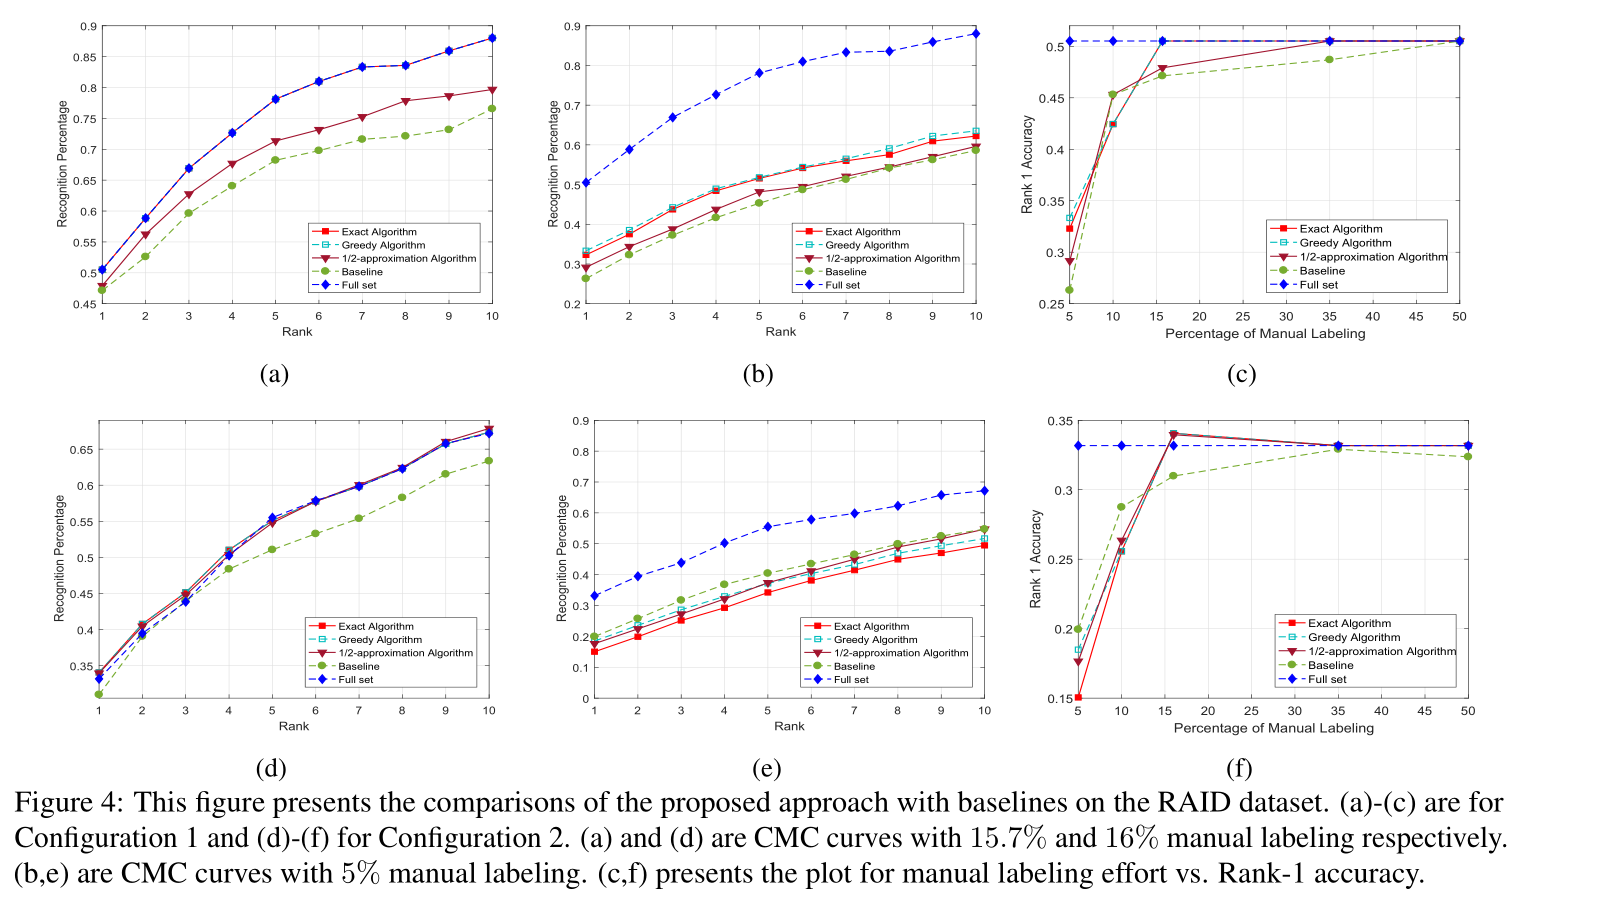 0.9
0.85
0.8
0.75
0.7
0.65
0.6
0.55
0.5
0.45
1 2 3 4 5 6 7 8 9 10
Rank
Recognition Percentage
Exact Algorithm
Greedy Algorithm
1/2-approximation Algorithm
Baseline
Full set
(a)
0.9
0.8
0.7
0.6
0.5
0.4
0.3
0.2
1 2 3 4 5 6 7 8 9 10
Rank
Recognition Percentage
Exact Algorithm
Greedy Algorithm
1/2-approximation Algorithm
Baseline
Full set
(b)
0.5
0.45
0.4
0.35
0.3
0.25
5 10 15 20 25 30 35 40 45 50
Percentage of Manual Labeling
Rank 1 Accuracy
Exact Algorithm
Greedy Algorithm
1/2-approximation Algorithm
Baseline
Full set
(c)
0.65
0.6
0.55
0.5
0.45
0.4
0.35
1 2 3 4 5 6 7 8 9 10
Rank
Recognition Percentage
Exact Algorithm
Greedy Algorithm
1/2-approximation Algorithm
Baseline
Full set
(d)
0.9
0.8
0.7
0.6
0.5
0.4
0.3
0.2
0.1
0
1 2 3 4 5 6 7 8 9 10
Rank
Recognition Percentage
Exact Algorithm
Greedy Algorithm
1/2-approximation Algorithm
Baseline
Full set
(e)
0.35
0.3
0.25
0.2
0.15
5 10 15 20 25 30 35 40 45 50
Percentage of Manual Labeling
Rank 1 Accuracy
Exact Algorithm
Greedy Algorithm
1/2-approximation Algorithm
Baseline
Full set
(f)
Figure 4: This figure presents the comparisons of the proposed approach with baselines on the RAID dataset. (a)-(c) are for
Configuration 1 and (d)-(f) for Configuration 2. (a) and (d) are CMC curves with 15.7% and 16% manual labeling respectively.
(b,e) are CMC curves with 5% manual labeling. (c,f) presents the plot for manual labeling effort vs. Rank-1 accuracy.